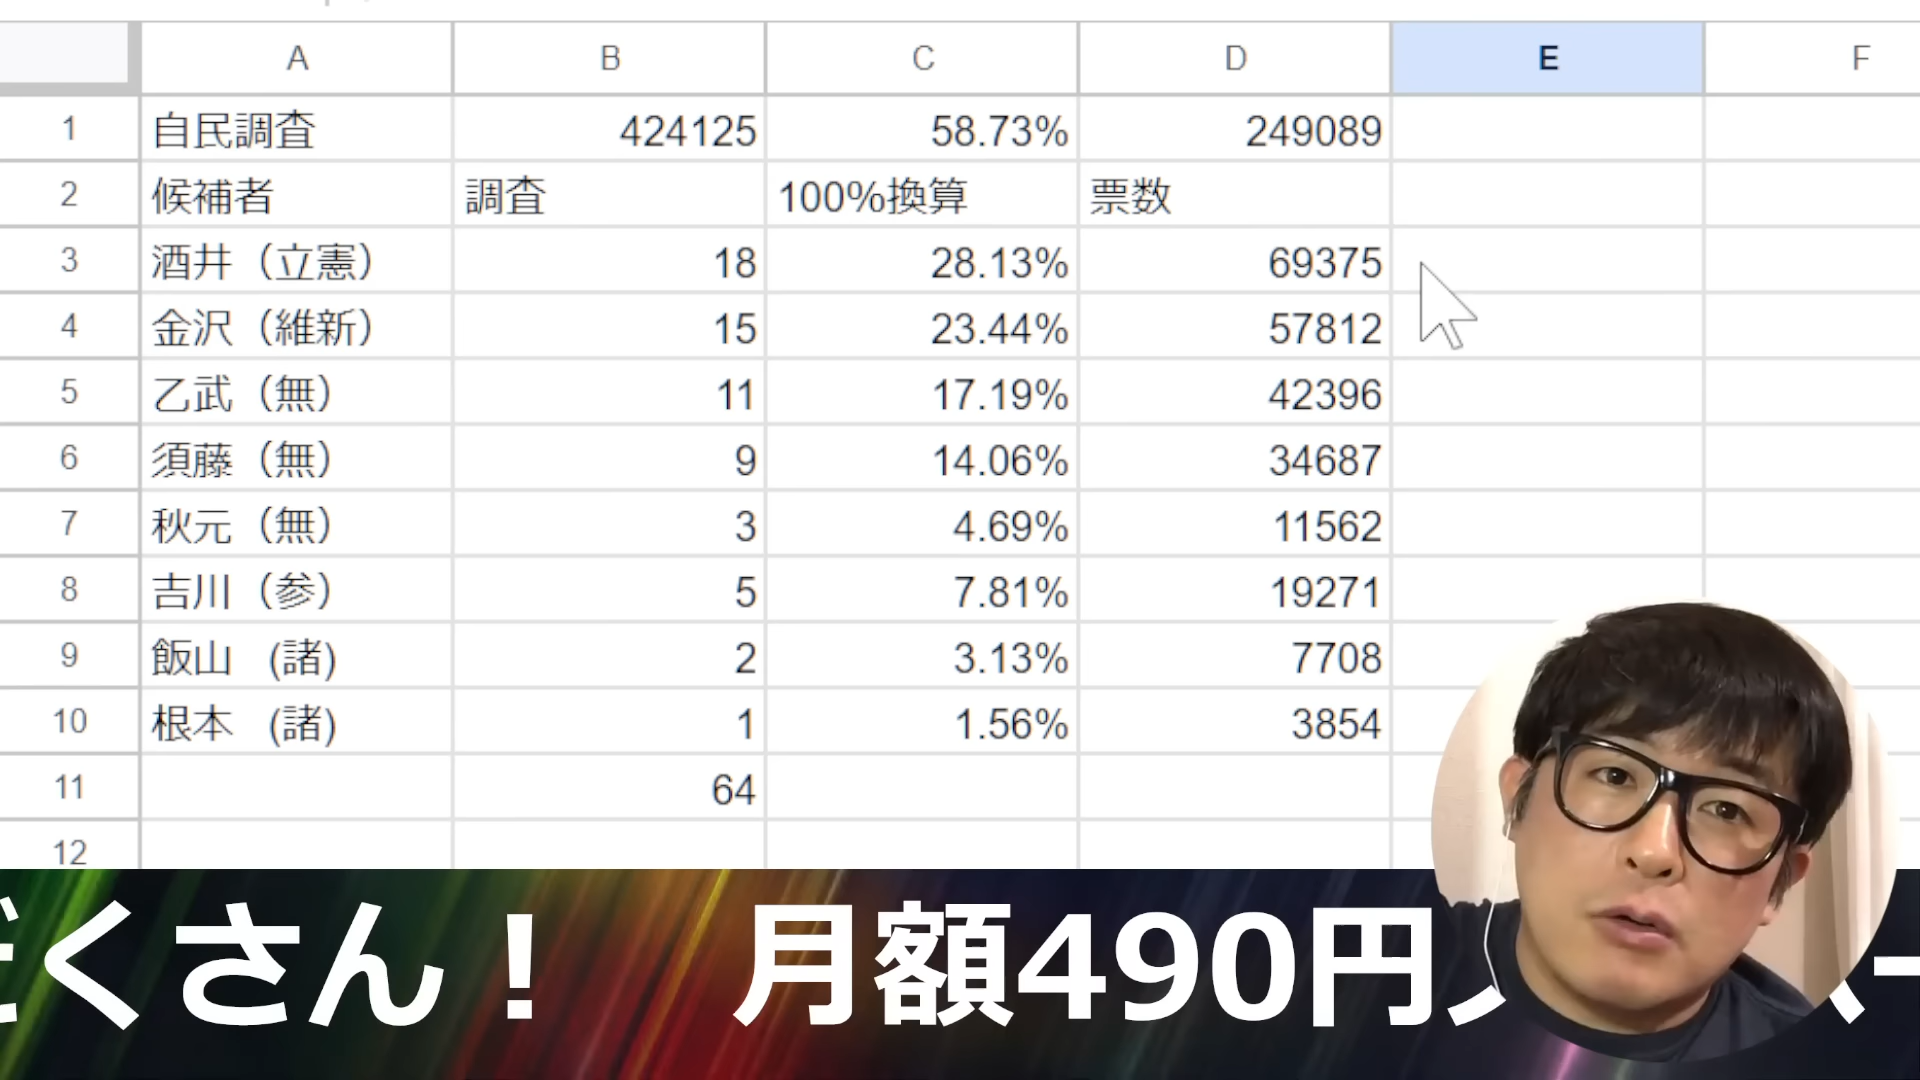 A B C D E F
1 自民調査 424125 58.73% 249089
2 候補者 調査 100%換算 票数
3 酒井（立憲） 18 28.13% 69375
4 金沢（維新） 15 23.44% 57812
5 乙武（無） 11 17.19% 42396
6 須藤（無） 9 14.06% 34687
7 秋元（無） 3 4.69% 11562
8 吉川（参） 5 7.81% 19271
9 飯山 (諸) 2 3.13% 7708
10 根本 (諸) 1 1.56% 3854
11 64
12
くさん！ 月額490円